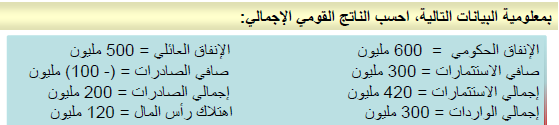 بمعلومية البيانات التالية، احسب الناتج القومي الإجمالي:
الإنفاق الحكومي = 600 مليون
الإنفاق العائلي = 500 مليون
صافي الاستثمارات = 300 مليون
صافي الصادرات = (- 100) مليون
إجمالي الاستثمارات = 420 مليون
إجمالي الصادرات = 200 مليون
إجمالي الواردات = 300 مليون
اهتلاك رأس المال = 120 مليون